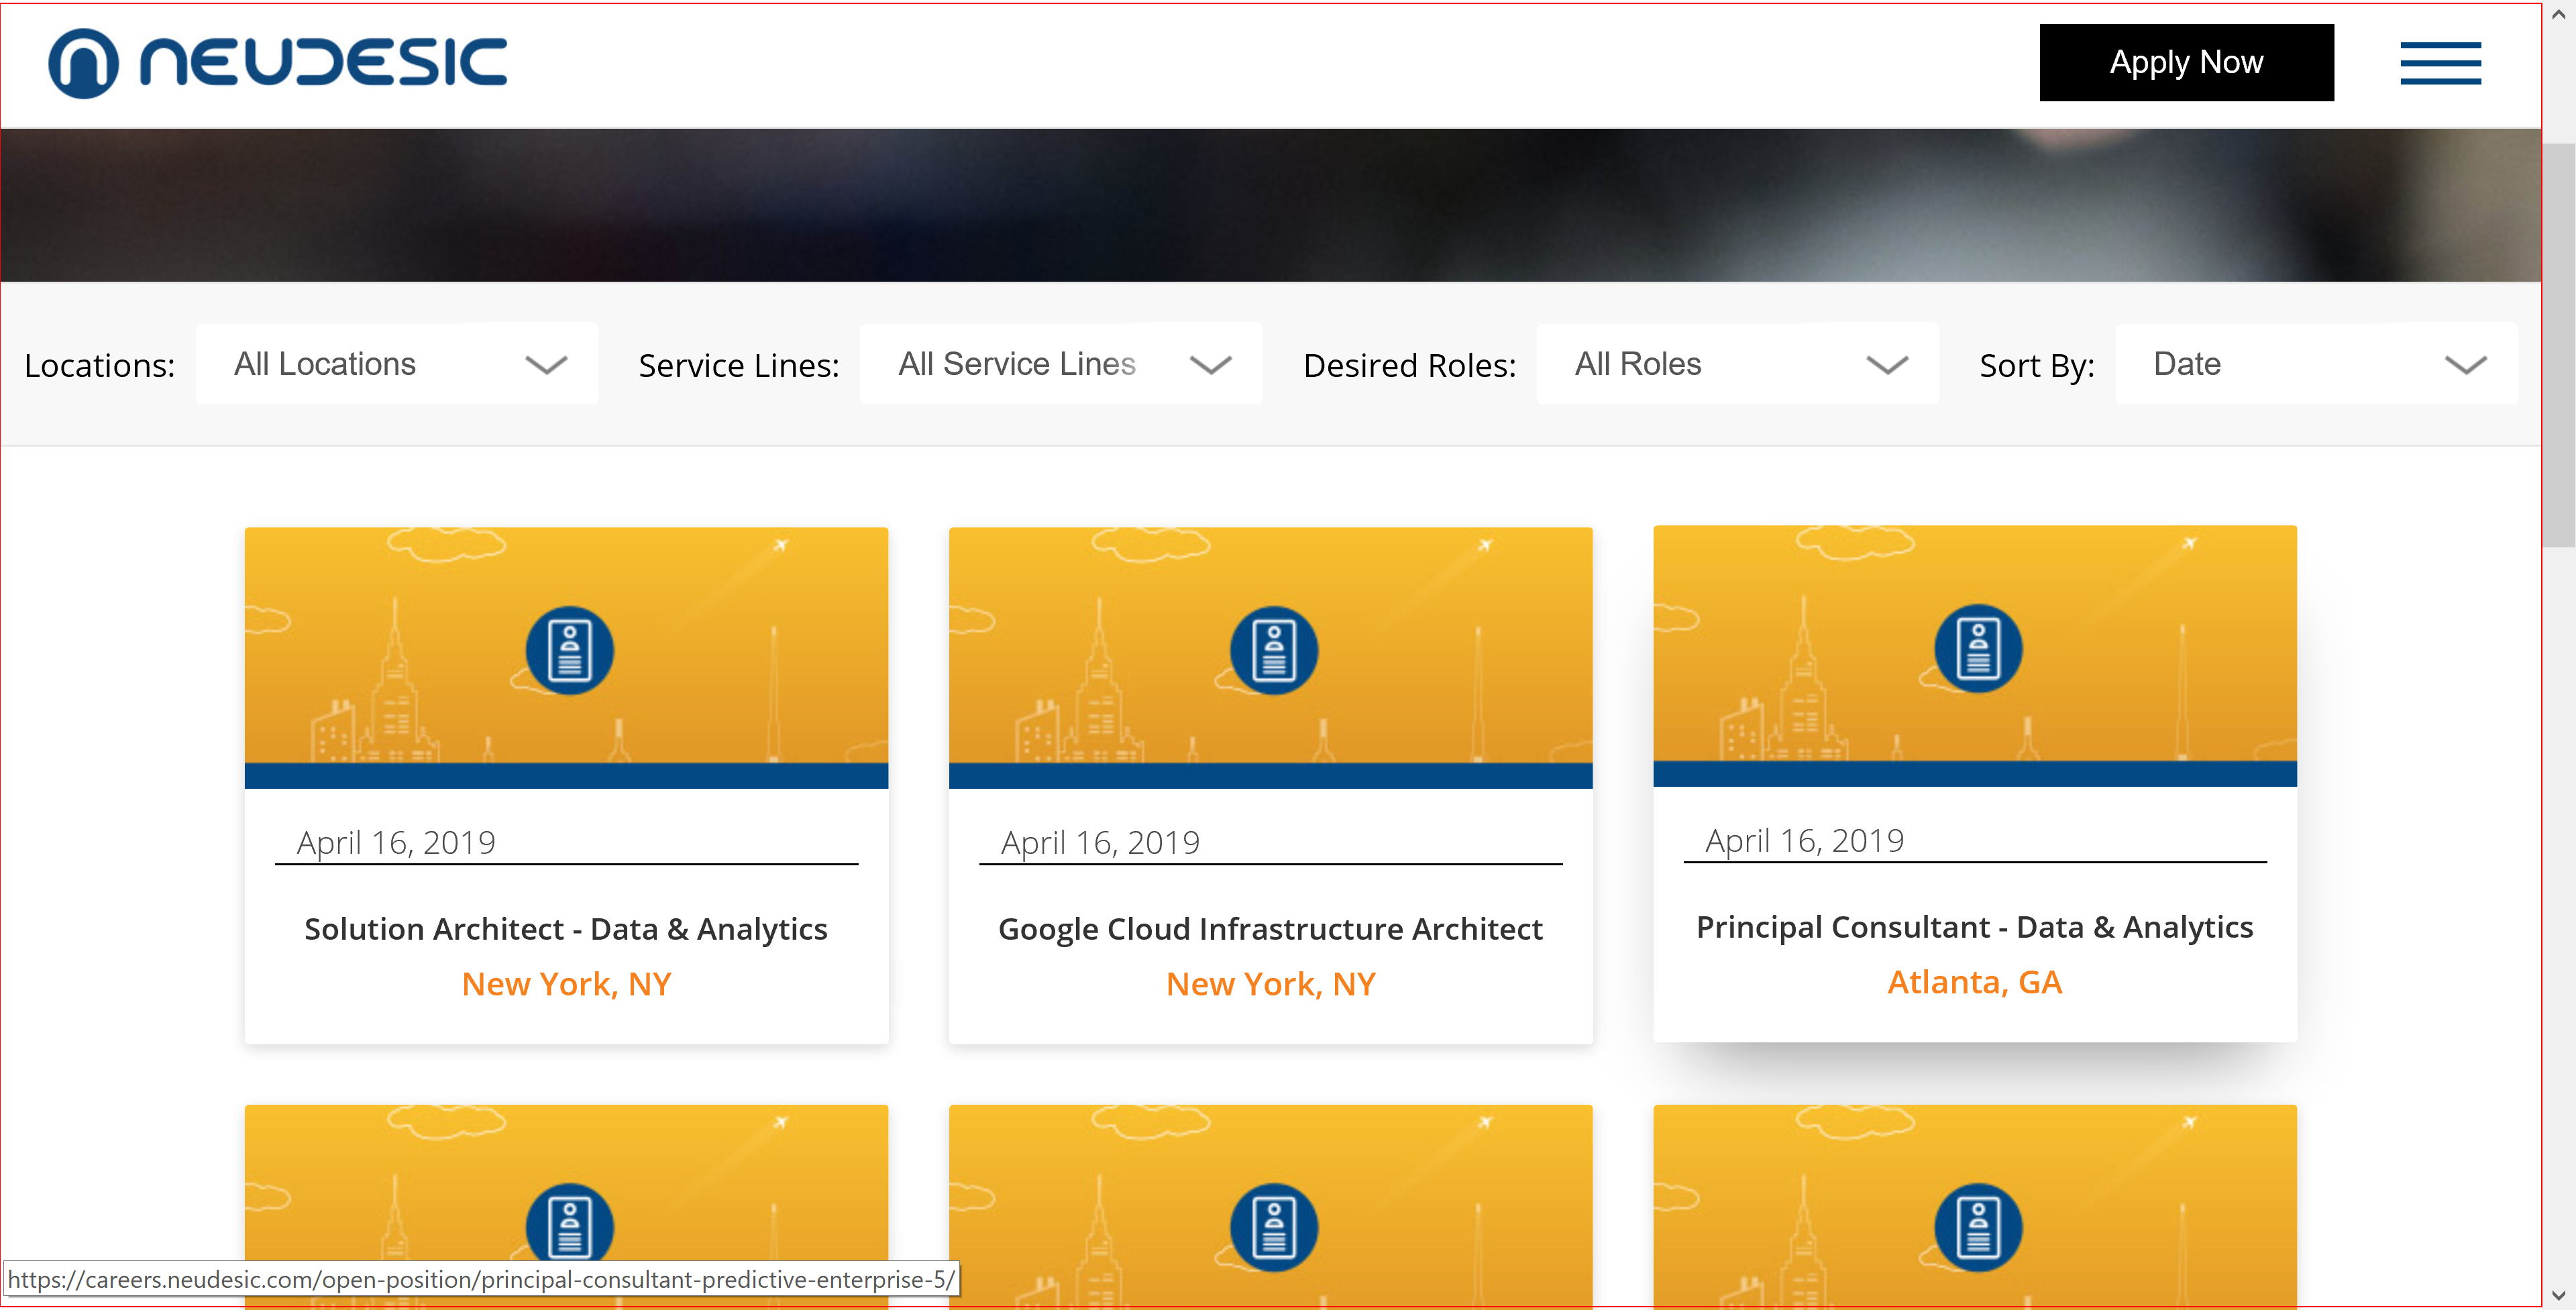 NEUDESIC
Apply Now
Locations: All Locations Service Lines: All Service Lines Desired Roles: All Roles Sort By: Date
April 16, 2019
Solution Architect - Data & Analytics
New York, NY
April 16, 2019
Google Cloud Infrastructure Architect
New York, NY
April 16, 2019
Principal Consultant - Data & Analytics
Atlanta, GA
https://careers.neudesic.com/open-position/principal-consultant-predictive-enterprise-5/